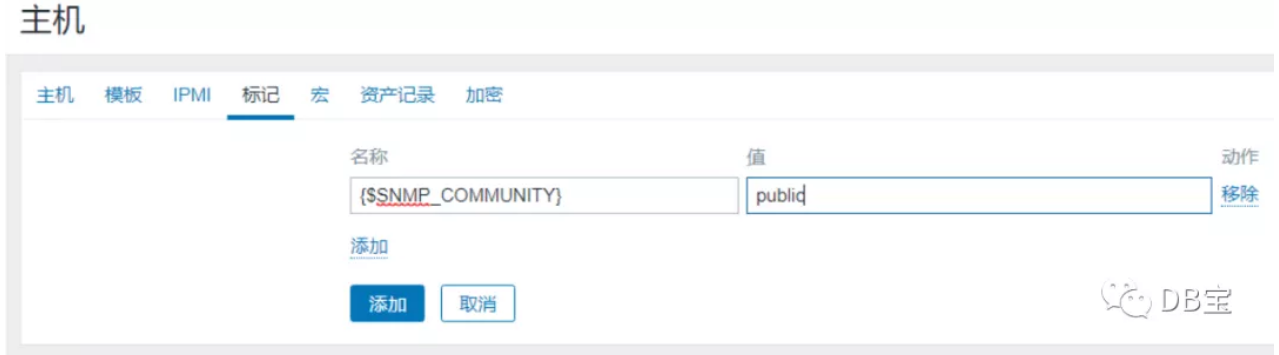 主机
主机 模板 IPMI 标记 宏 资产记录 加密
名称 值 动作
{$SNMP_COMMUNITY} public 移除
添加
添加 取消
DB宝